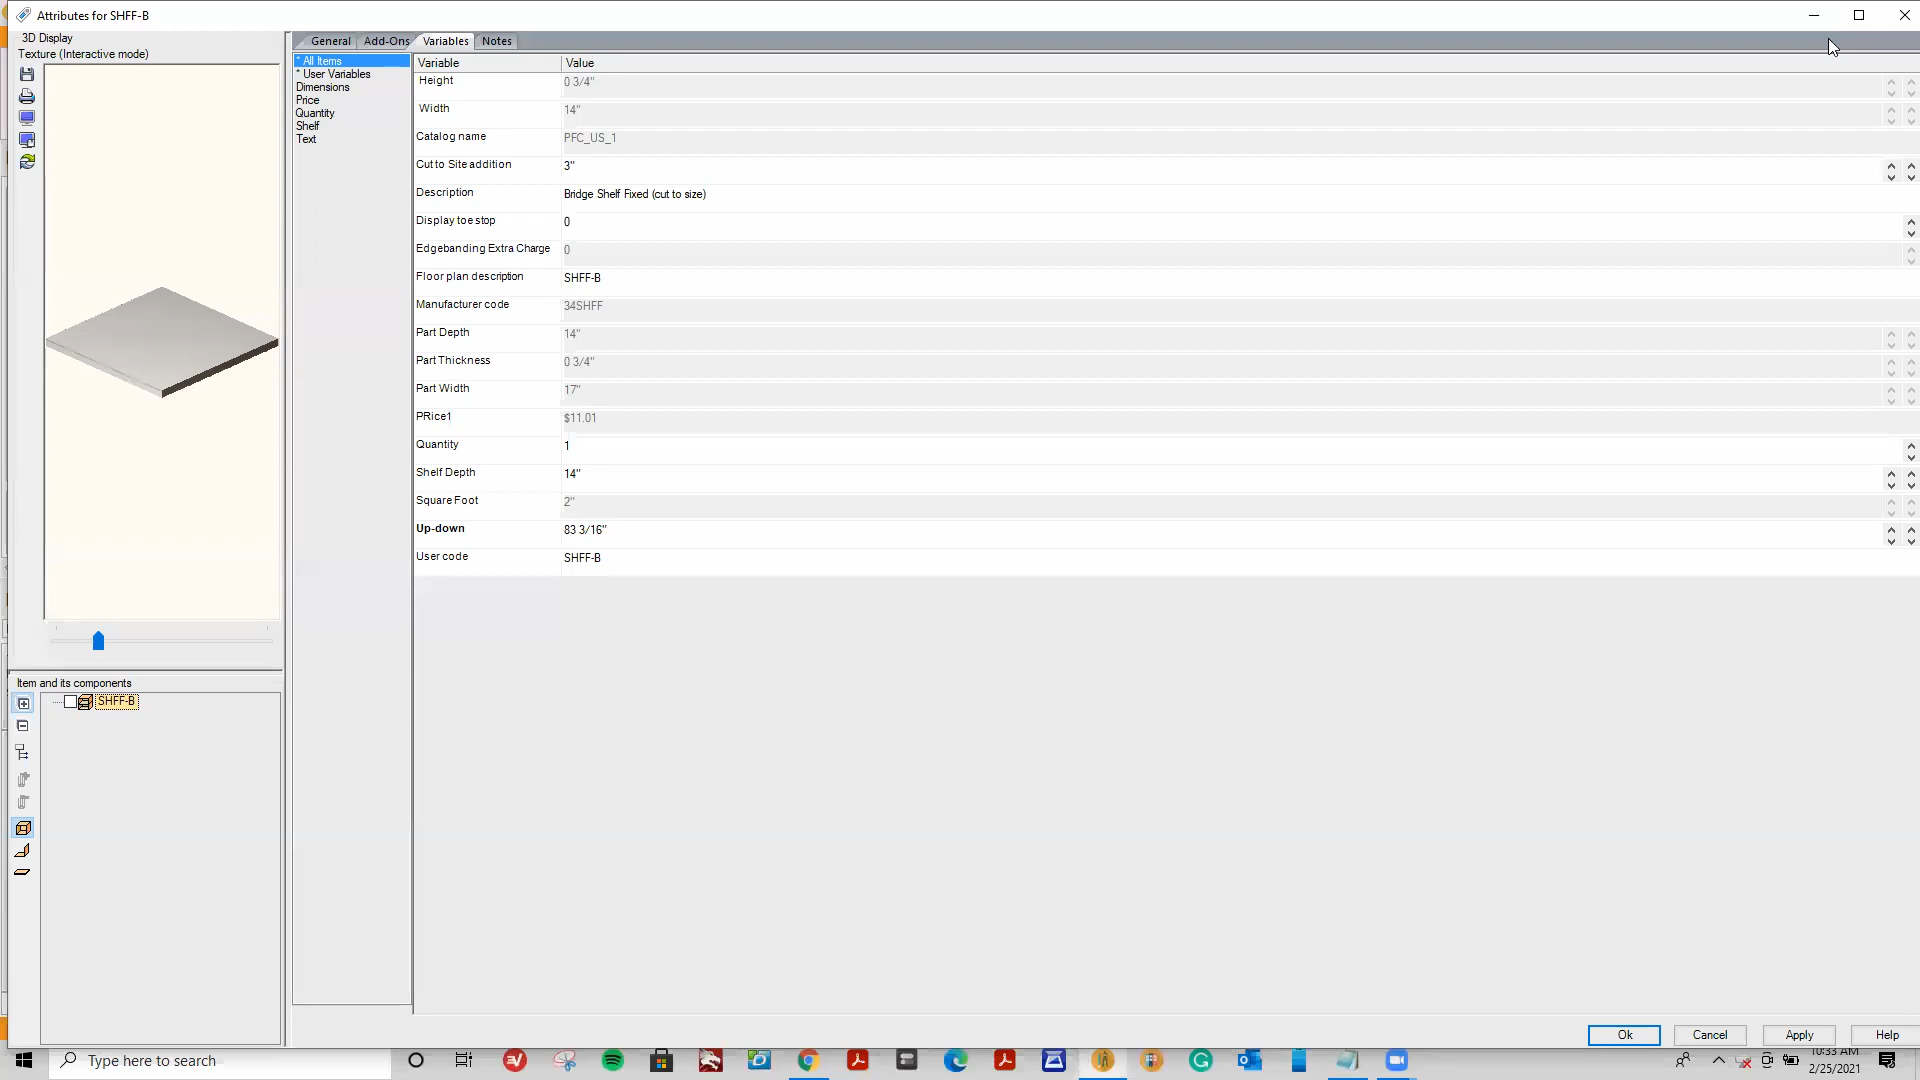 Attributes for SHFF-B
3D Display
Texture (Interactive mode)
General Add-Ons Variables Notes
* All Items
* User Variables
Dimensions
Price
Quantity
Shelf
Text
Variable Value
Height 0 3/4"
Width 14"
Catalog name PFC_US_1
Cut to Site addition 3"
Description Bridge Shelf Fixed (cut to size)
Display toe stop 0
Edgebanding Extra Charge 0
Floor plan description SHFF-B
Manufacturer code 34SHFF
Part Depth 14"
Part Thickness 0 3/4"
Part Width 17"
PRice1 $11.01
Quantity 1
Shelf Depth 14"
Square Foot 2"
Up-down 83 3/16"
User code SHFF-B
Item and its components
SHFF-B
Ok Cancel Apply Help
Type here to search
10:33 AM
2/25/2021